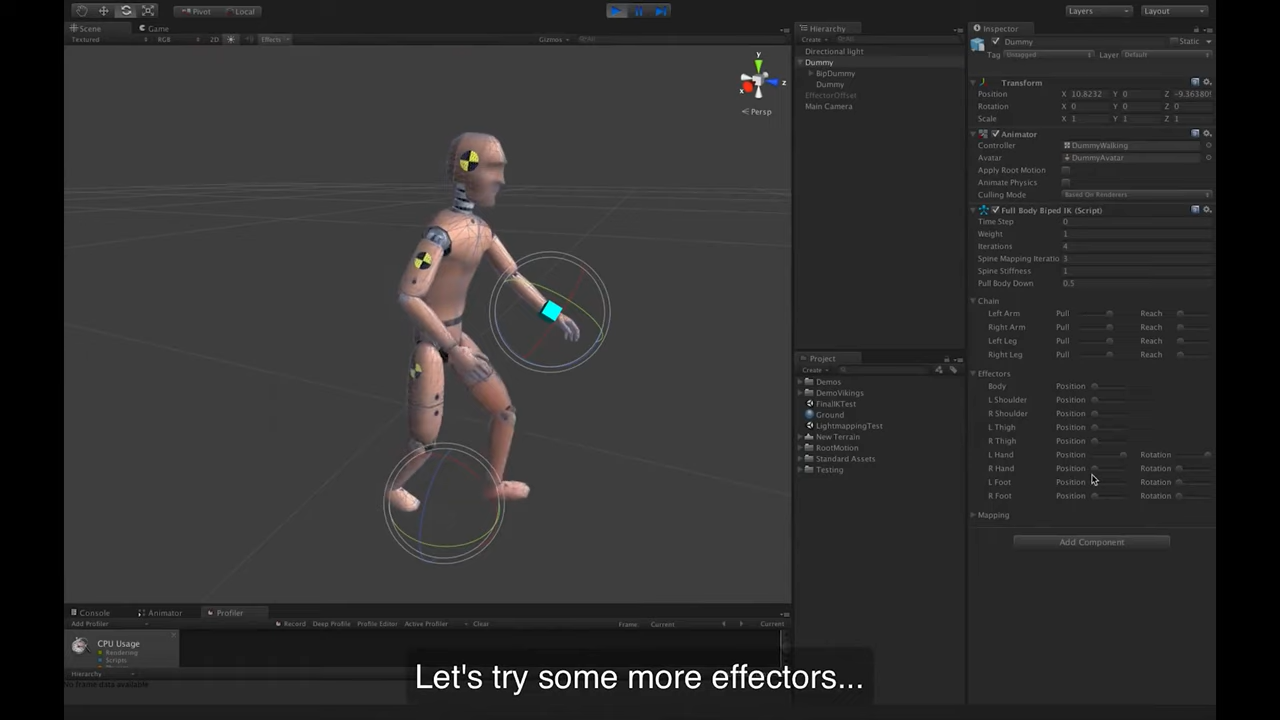 Pivot Local
Layers
Layout
Scene
Game
Textured
RGB
2D
Effects
Gizmos
All
y
z
x
Persp
Hierarchy
Create
All
Directional light
Dummy
BipDummy
Dummy
EffectorOffset
Main Camera
Project
Create
Demos
DemoVikings
FinalIKTest
Ground
LightmappingTest
New Terrain
RootMotion
Standard Assets
Testing
Inspector
Dummy
Static
Tag Untagged Layer Default
Transform
Position X 10.8232 Y 0 Z -9.36380
Rotation X 0 Y 0 Z 0
Scale X 1 Y 1 Z 1
Animator
Controller DummyWalking
Avatar DummyAvatar
Apply Root Motion
Animate Physics
Culling Mode Based On Renderers
Full Body Biped IK (Script)
Time Step 0
Weight 1
Iterations 4
Spine Mapping Iteratio 3
Spine Stiffness 1
Pull Body Down 0.5
Chain
Left Arm Pull Reach
Right Arm Pull Reach
Left Leg Pull Reach
Right Leg Pull Reach
Effectors
Body Position
L Shoulder Position
R Shoulder Position
L Thigh Position
R Thigh Position
L Hand Position Rotation
R Hand Position Rotation
L Foot Position Rotation
R Foot Position Rotation
Mapping
Add Component
Console
Animator
Profiler
Add Profiler
Record Deep Profile Profile Editor Active Profiler Clear
Frame: Current
Current
CPU Usage
Rendering
Scripts
Hierarchy
No frame data available
Let's try some more effectors...